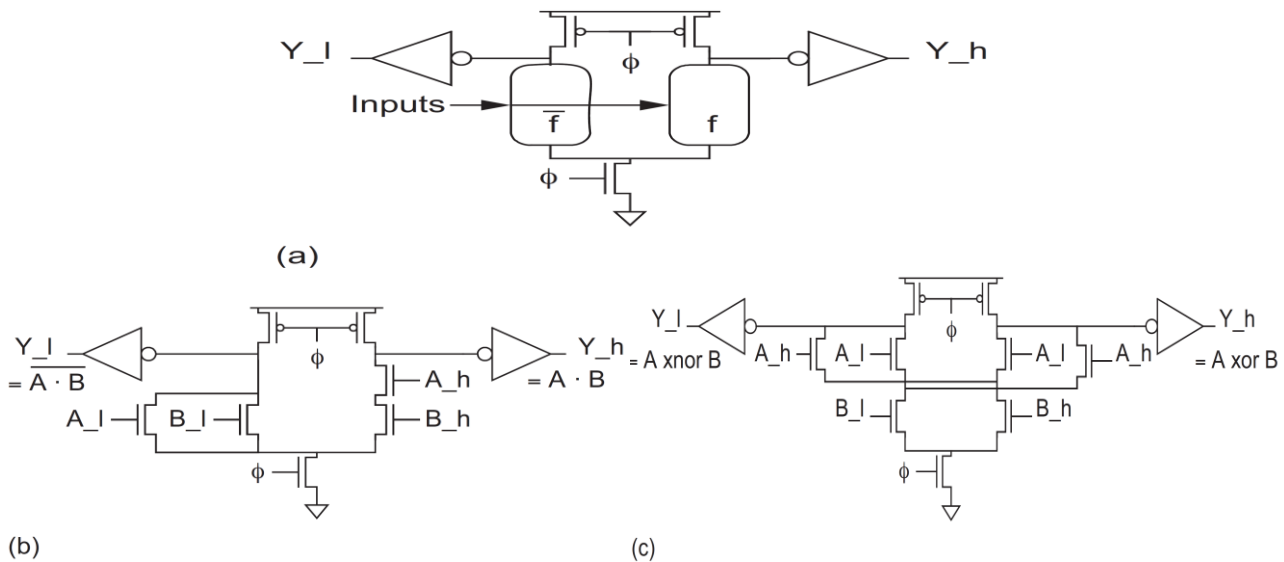 Y_l
Y_h
ϕ
Inputs
f̅
f
ϕ
(a)
Y_l
= \overline{A · B}
ϕ
Y_h
= A · B
A_h
A_l
B_l
B_h
ϕ
(b)
Y_l
= A xnor B
ϕ
Y_h
= A xor B
A_h
A_l
A_l
A_h
B_l
B_h
ϕ
(c)